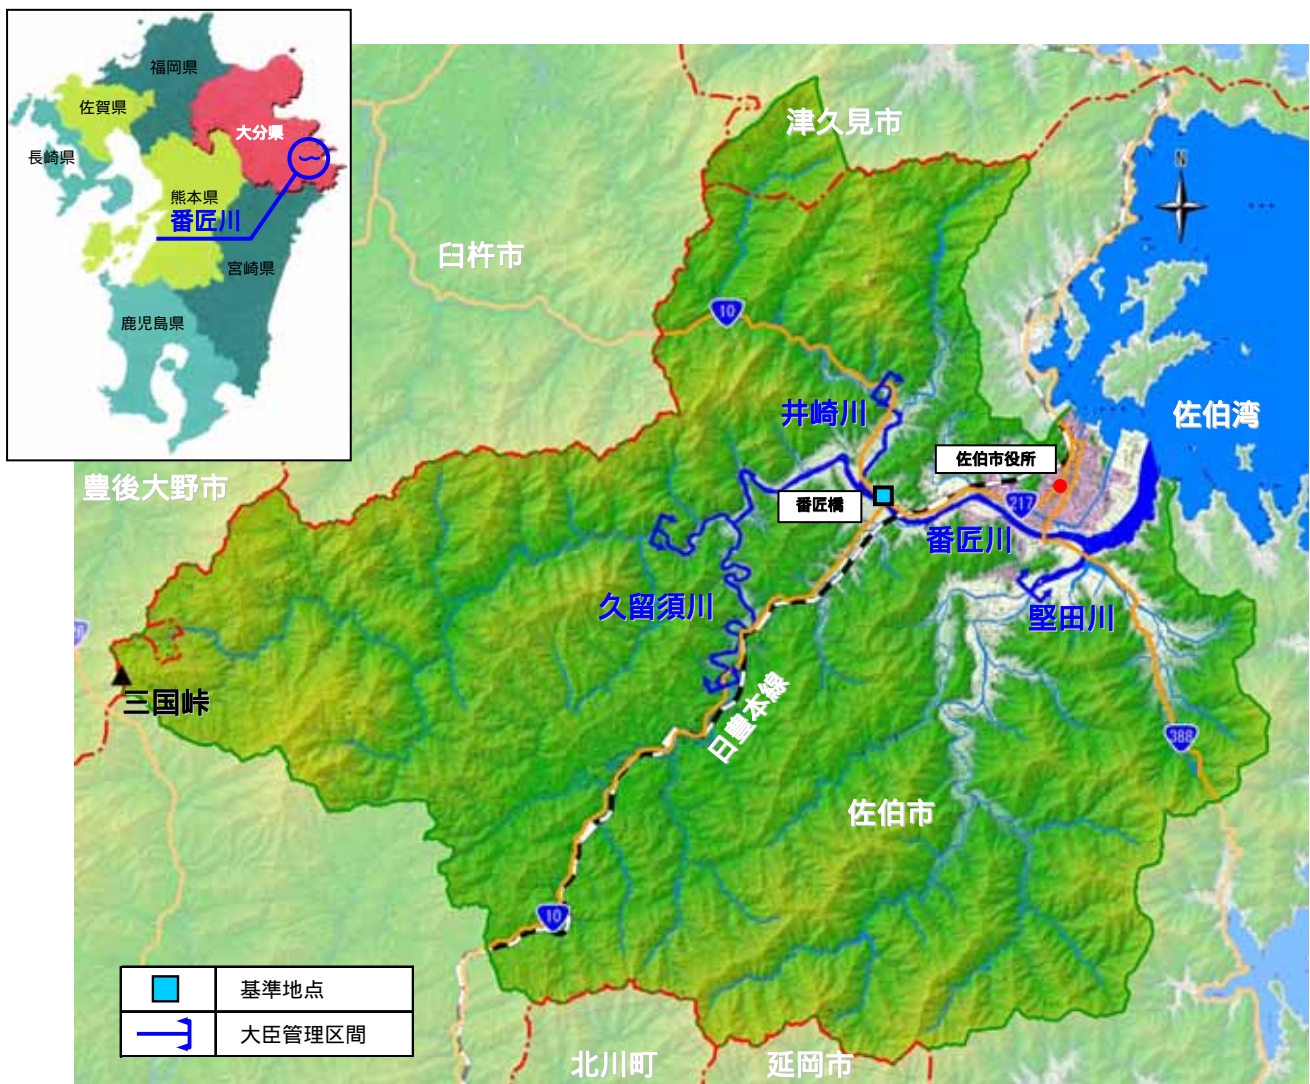 福岡県
佐賀県
大分県
長崎県
熊本県
番匠川
宮崎県
鹿児島県
津久見市
N
臼杵市
10
井崎川
佐伯湾
佐伯市役所
豊後大野市
番匠橋
217
番匠川
久留須川
堅田川
三国峠
日豊本線
388
佐伯市
10
基準地点
大臣管理区間
北川町
延岡市